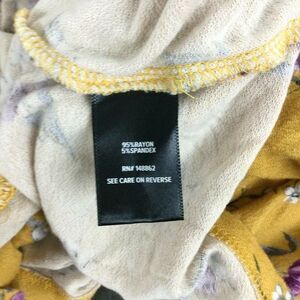 95%RAYON
5%SPANDEX
RN# 148862
SEE CARE ON REVERSE